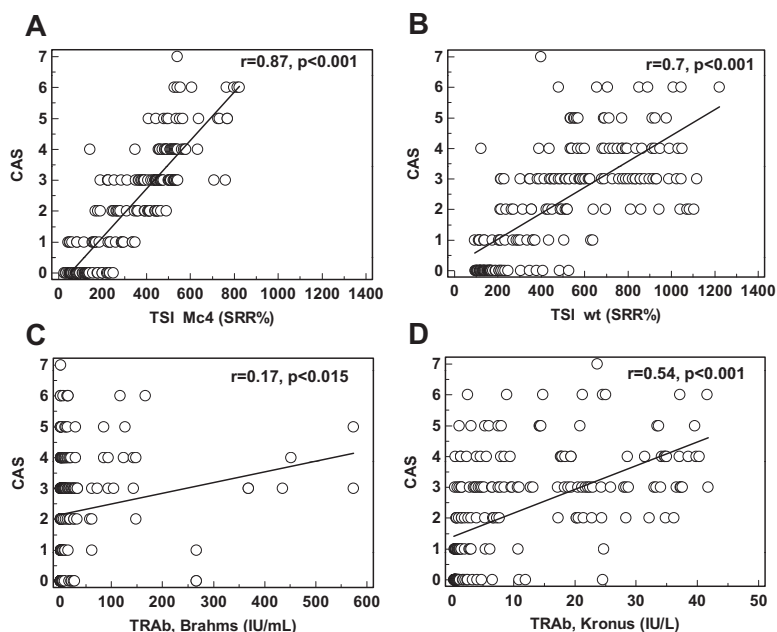 A
r=0.87, p<0.001
CAS
7
6
5
4
3
2
1
0
0 200 400 600 800 1000 1200 1400
TSI Mc4 (SRR%)
B
r=0.7, p<0.001
CAS
7
6
5
4
3
2
1
0
0 200 400 600 800 1000 1200 1400
TSI wt (SRR%)
C
r=0.17, p<0.015
CAS
7
6
5
4
3
2
1
0
0 100 200 300 400 500 600
TRAb, Brahms (IU/mL)
D
r=0.54, p<0.001
CAS
7
6
5
4
3
2
1
0
0 10 20 30 40 50
TRAb, Kronus (IU/L)